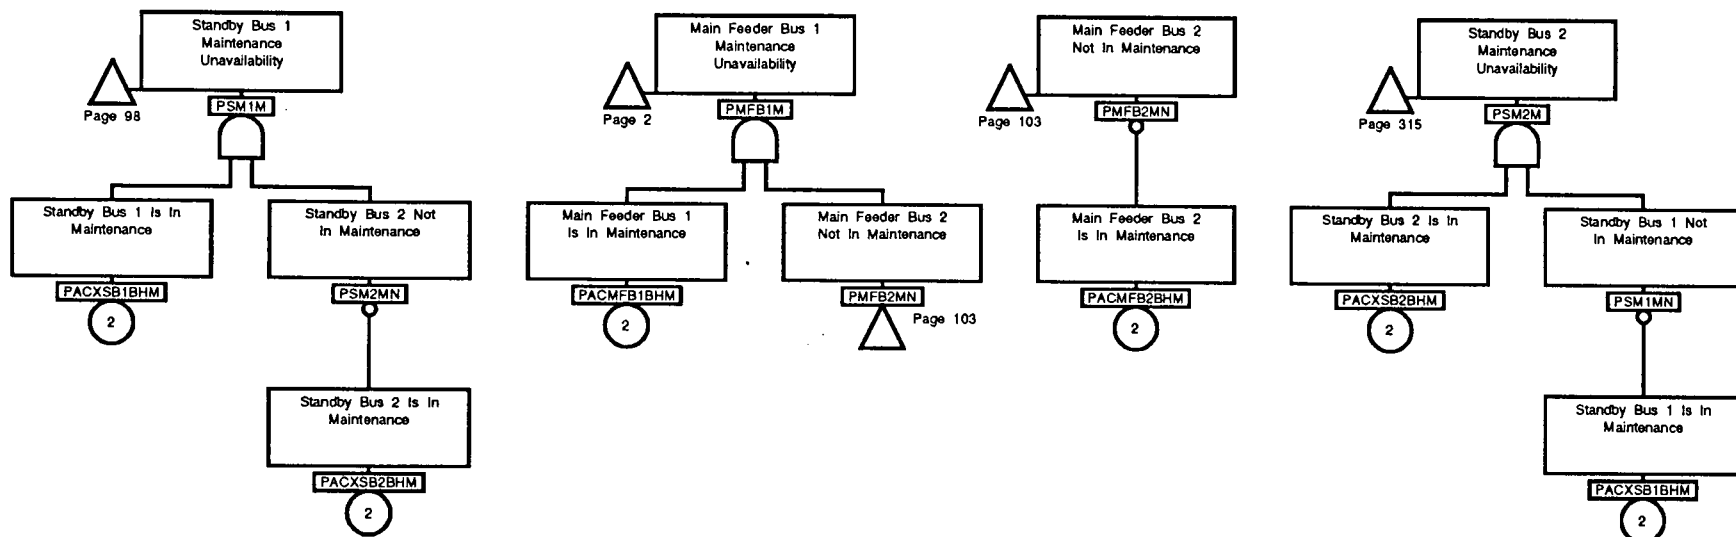 Standby Bus 1
Maintenance
Unavailability
Page 98
PSM1M
Standby Bus 1 Is In
Maintenance
PACXSB1BHM
2
Standby Bus 2 Not
In Maintenance
PSM2MN
Standby Bus 2 Is In
Maintenance
PACXSB2BHM
2
Main Feeder Bus 1
Maintenance
Unavailability
Page 2
PMFB1M
Main Feeder Bus 1
Is In Maintenance
PACMFB1BHM
2
Main Feeder Bus 2
Not In Maintenance
PMFB2MN
Page 103
Main Feeder Bus 2
Not In Maintenance
Page 103
PMFB2MN
Main Feeder Bus 2
Is In Maintenance
PACMFB2BHM
2
Standby Bus 2
Maintenance
Unavailability
Page 315
PSM2M
Standby Bus 2 Is In
Maintenance
PACXSB2BHM
2
Standby Bus 1 Not
In Maintenance
PSM1MN
Standby Bus 1 Is In
Maintenance
PACXSB1BHM
2